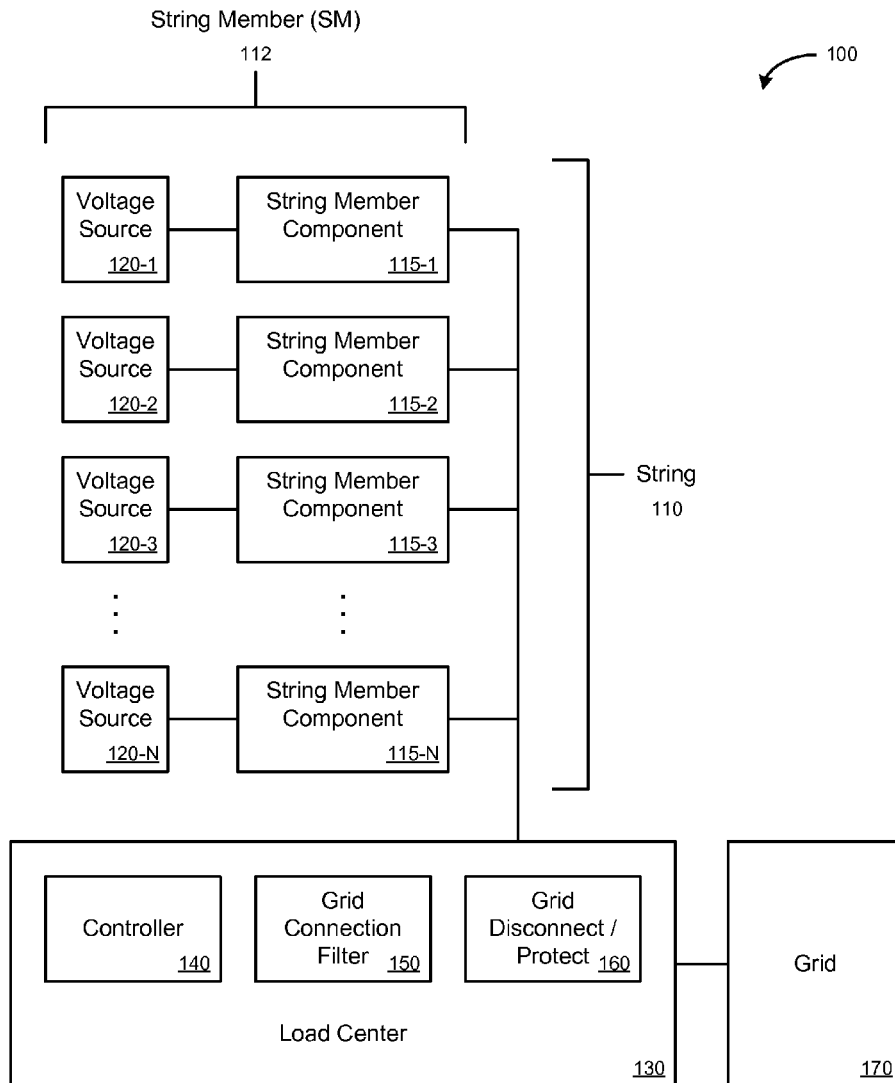 String Member (SM)
112
100
Voltage
Source
120-1
String Member
Component
115-1
Voltage
Source
120-2
String Member
Component
115-2
Voltage
Source
120-3
String Member
Component
115-3
String
110
Voltage
Source
120-N
String Member
Component
115-N
Controller
140
Grid
Connection
Filter
150
Grid
Disconnect /
Protect
160
Load Center
130
Grid
170